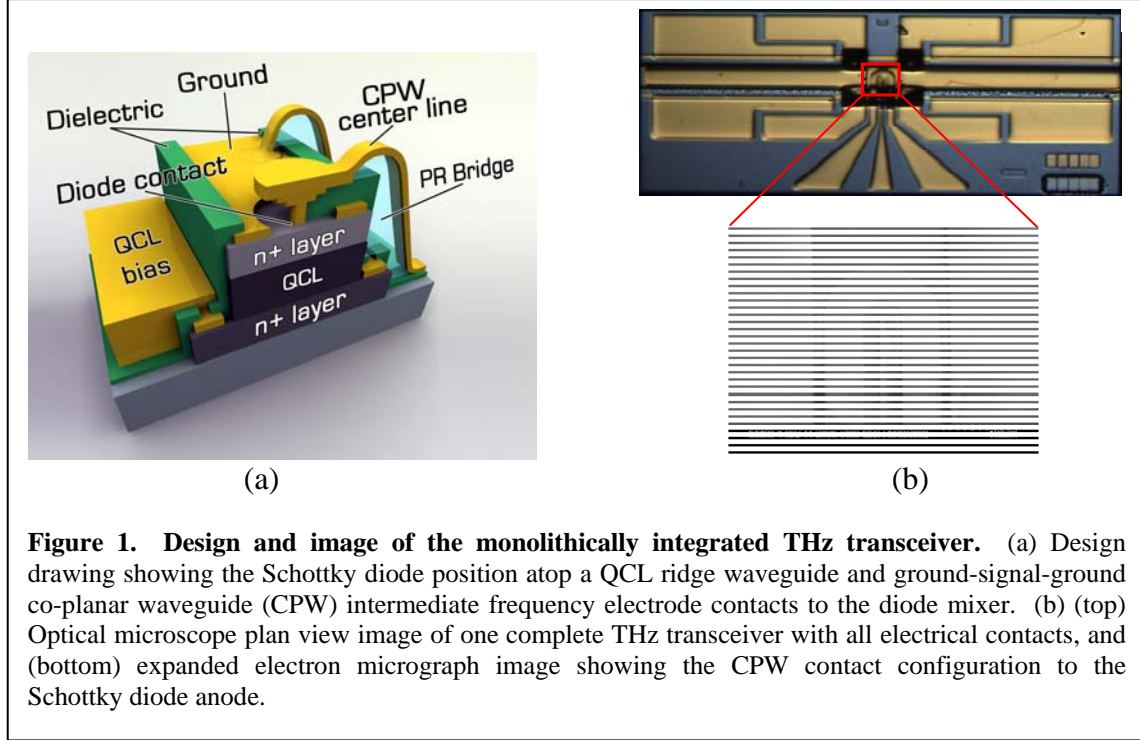 Ground
CPW
center line
Dielectric
Diode contact
PR Bridge
QCL
bias
n+ layer
QCL
n+ layer
(a)
(b)
Figure 1. Design and image of the monolithically integrated THz transceiver. (a) Design
drawing showing the Schottky diode position atop a QCL ridge waveguide and ground-signal-ground
co-planar waveguide (CPW) intermediate frequency electrode contacts to the diode mixer. (b) (top)
Optical microscope plan view image of one complete THz transceiver with all electrical contacts, and
(bottom) expanded electron micrograph image showing the CPW contact configuration to the
Schottky diode anode.